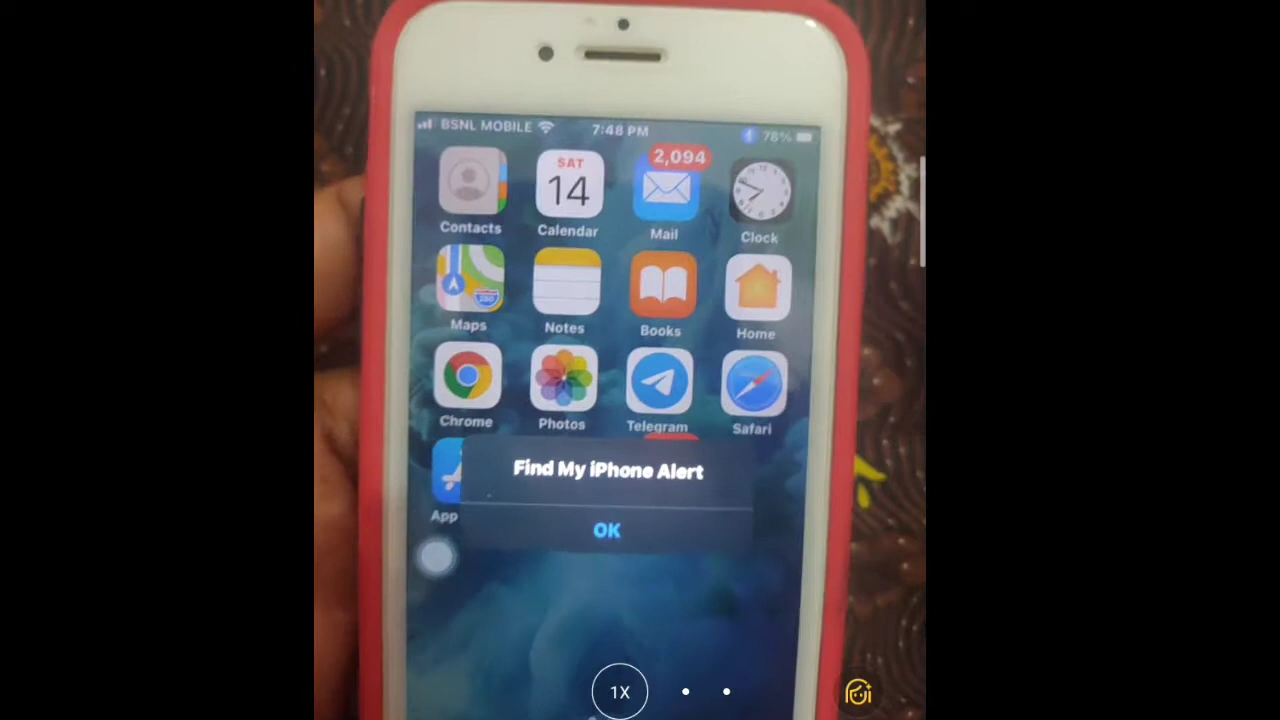 BSNL MOBILE 7:48 PM 78%
2,094
SAT
14
Contacts Calendar Mail Clock
280
Maps Notes Books Home
Chrome Photos Telegram Safari
Find My iPhone Alert
App
OK
1X